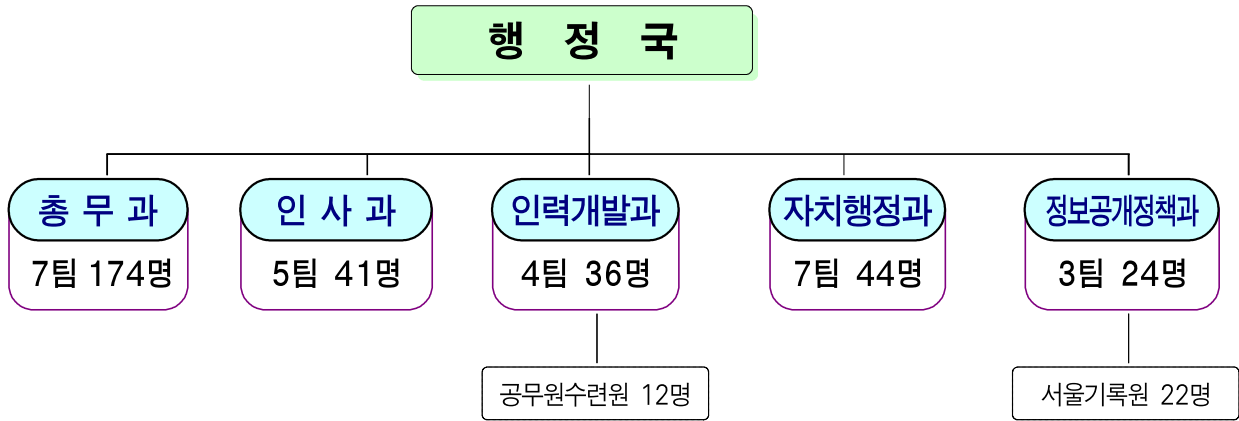 행 정 국
총 무 과
7팀 174명
인 사 과
5팀 41명
인력개발과
4팀 36명
자치행정과
7팀 44명
정보공개정책과
3팀 24명
공무원수련원 12명
서울기록원 22명